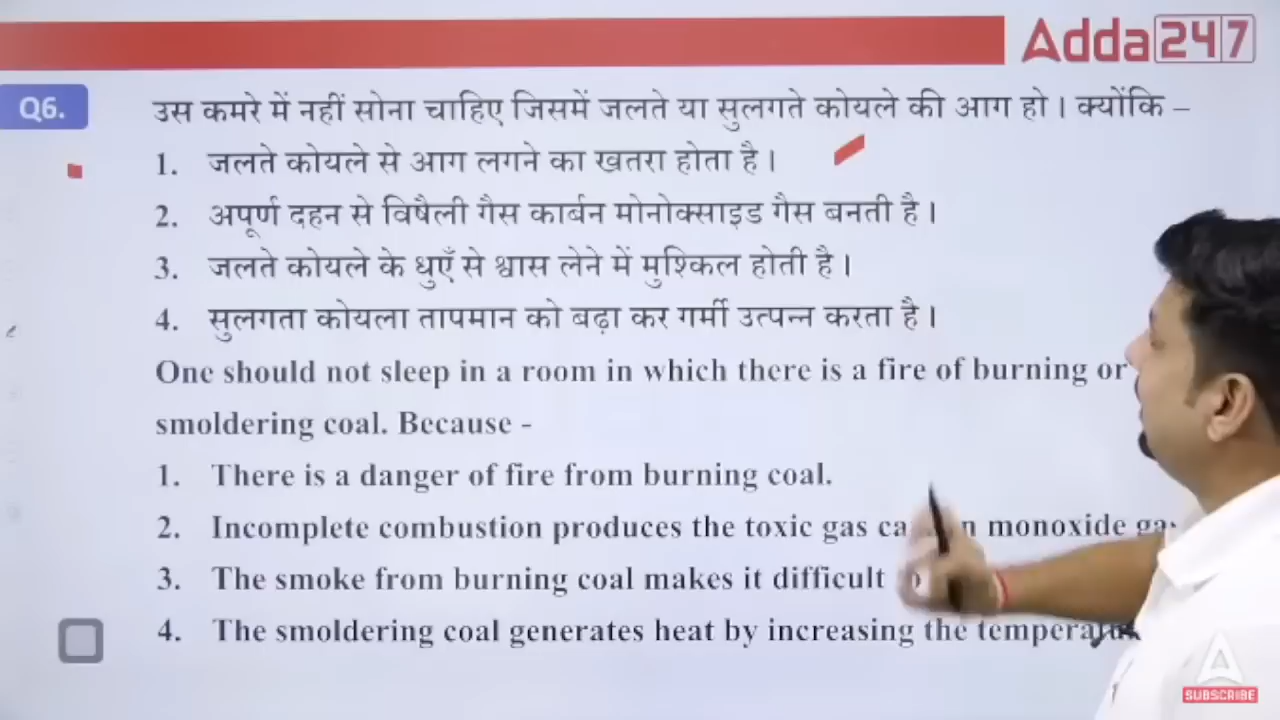 Adda247
Q6.
उस कमरे में नहीं सोना चाहिए जिसमें जलते या सुलगते कोयले की आग हो । क्योंकि –
1. जलते कोयले से आग लगने का खतरा होता है ।
2. अपूर्ण दहन से विषैली गैस कार्बन मोनोक्साइड गैस बनती है ।
3. जलते कोयले के धुएँ से श्वास लेने में मुश्किल होती है ।
4. सुलगता कोयला तापमान को बढ़ा कर गर्मी उत्पन्न करता है ।
One should not sleep in a room in which there is a fire of burning or
smoldering coal. Because -
1. There is a danger of fire from burning coal.
2. Incomplete combustion produces the toxic gas monoxide
3. The smoke from burning coal makes it difficult
4. The smoldering coal generates heat by increasing the
SUBSCRIBE